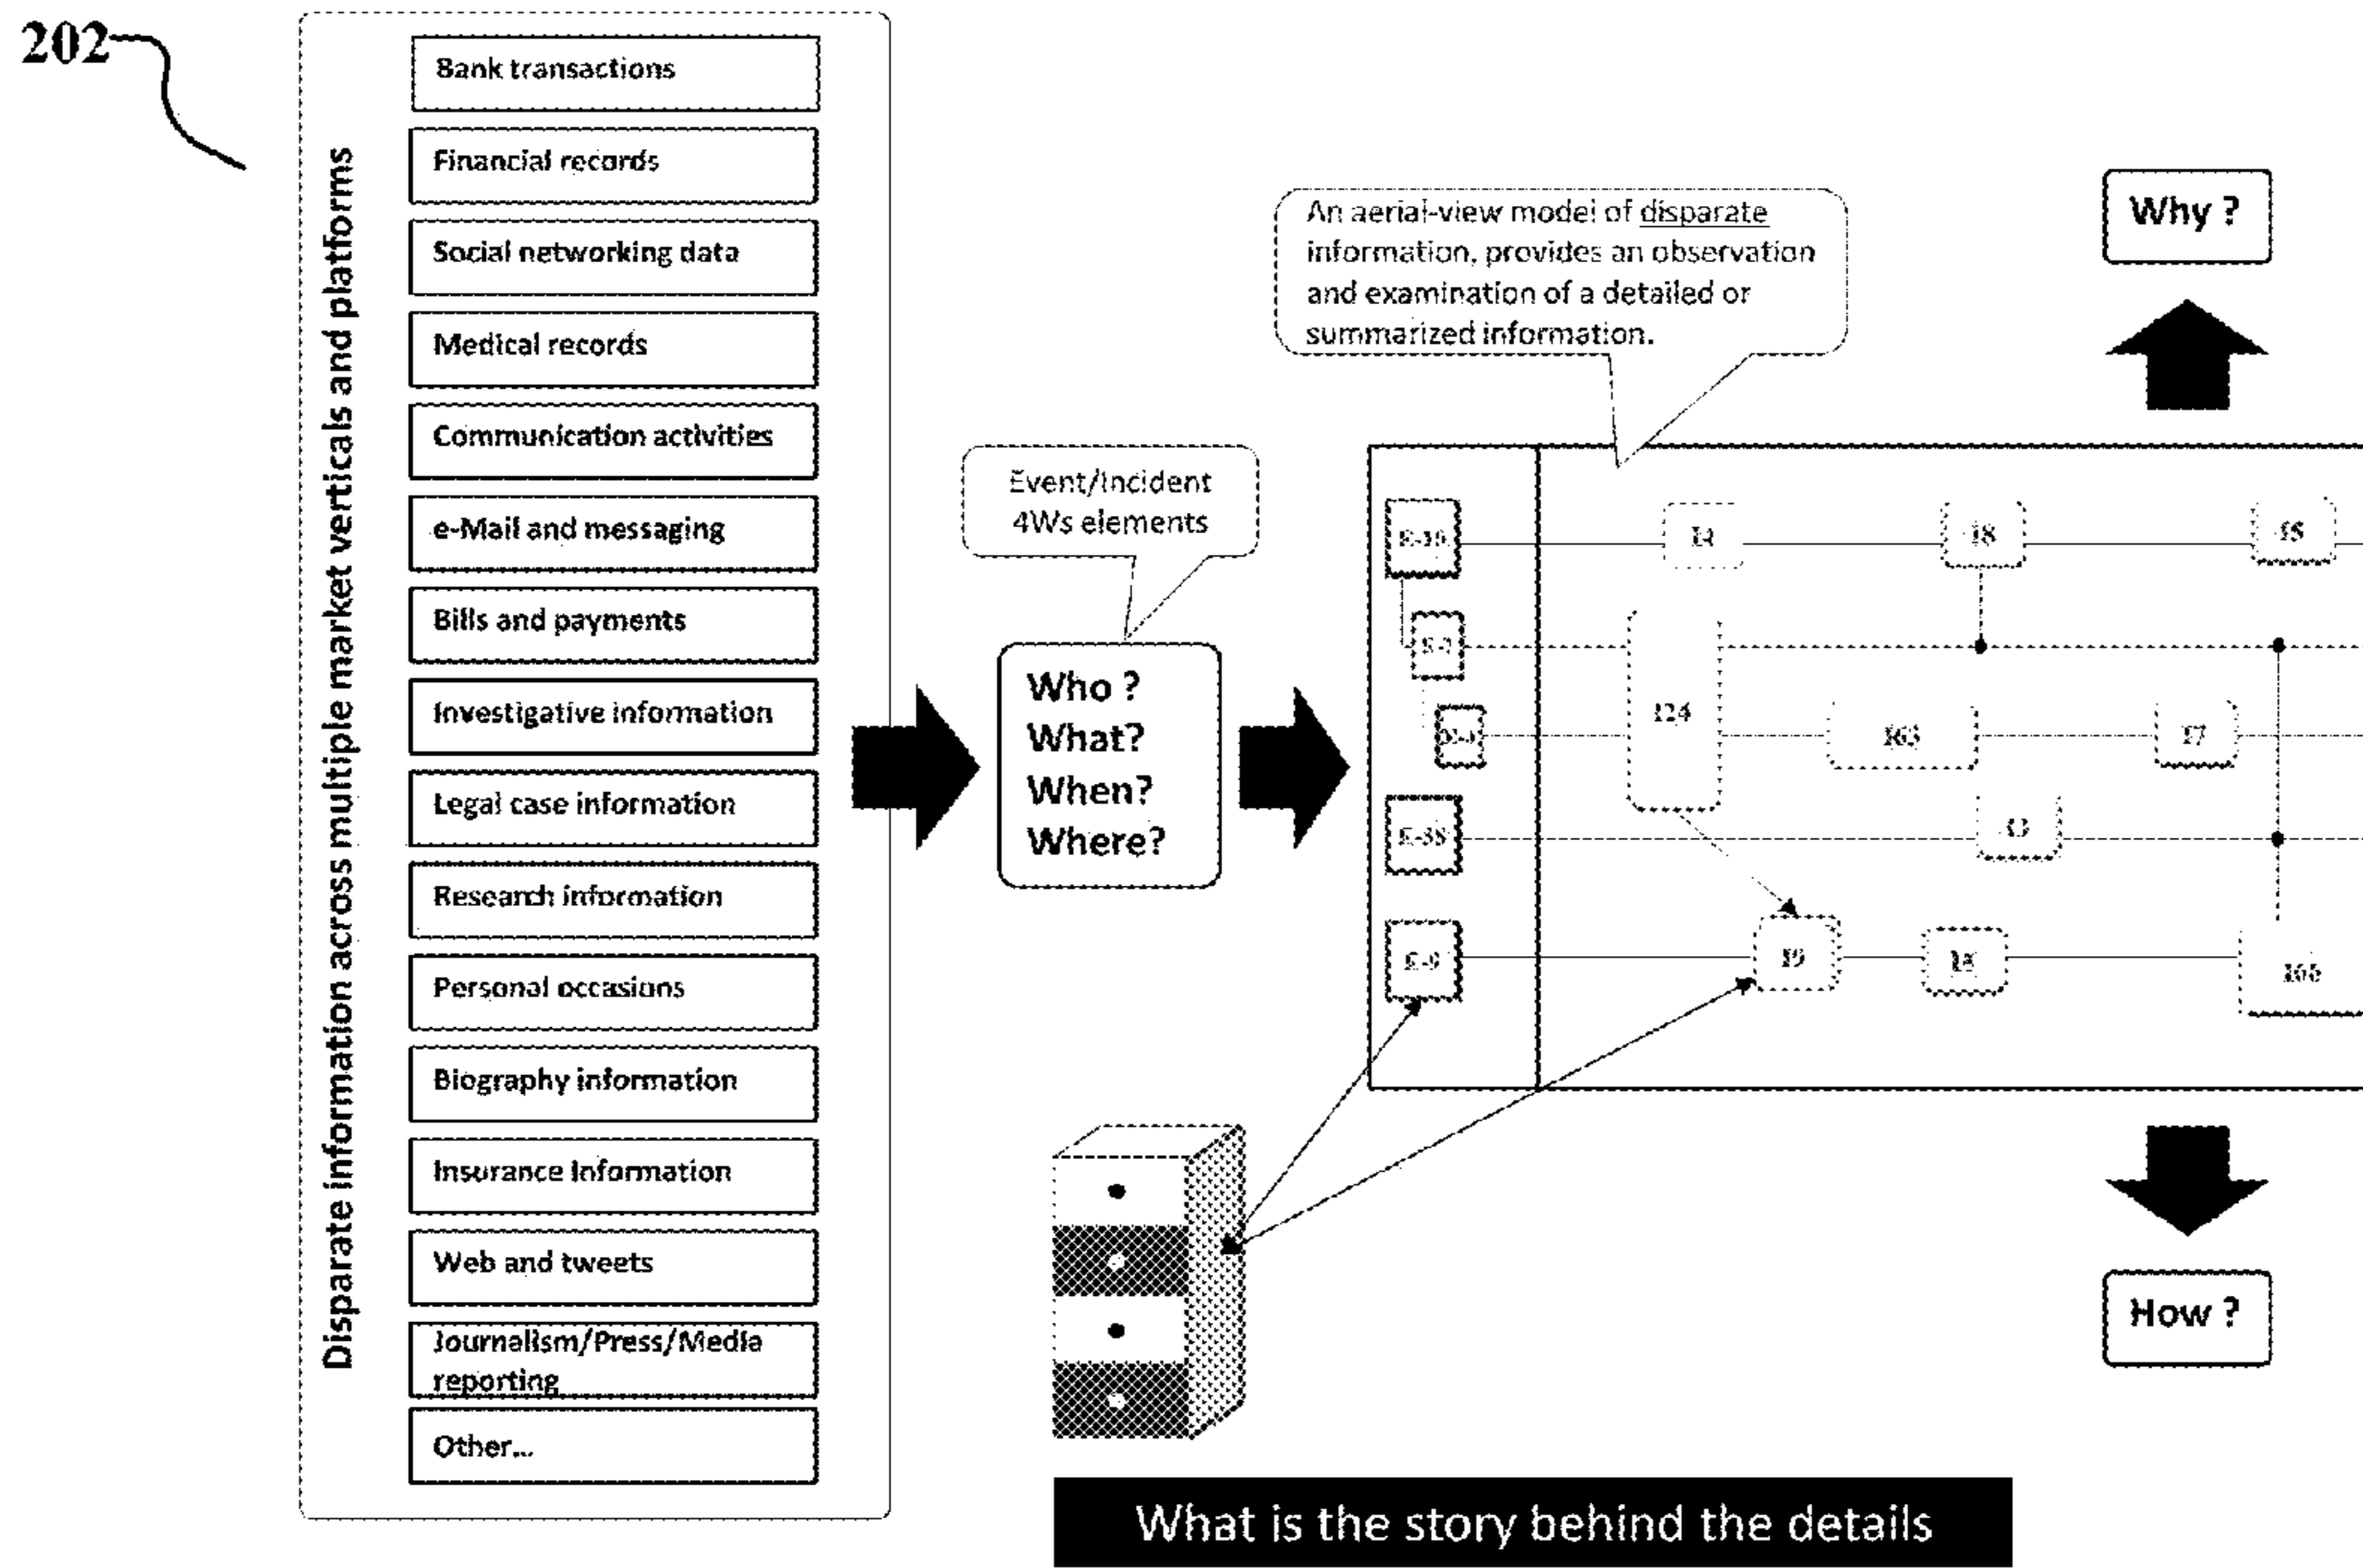 202
Disparate information across multiple market verticals and platforms
Bank transactions
Financial records
Social networking data
Medical records
Communication activities
e-Mail and messaging
Bills and payments
Investigative information
Legal case information
Research information
Personal occasions
Biography information
Insurance Information
Web and tweets
Journalism/Press/Media
reporting
Other...
Event/Incident
4Ws elements
Who ?
What?
When?
Where?
An aerial-view model of disparate
information, provides an observation
and examination of a detailed or
summarized information.
Why ?
I8
I7
E-9
I9
How ?
What is the story behind the details